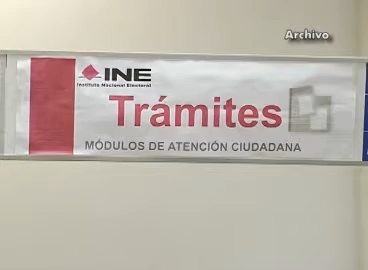 Archivo
INE
Instituto Nacional Electoral
Trámites
MÓDULOS DE ATENCIÓN CIUDADANA